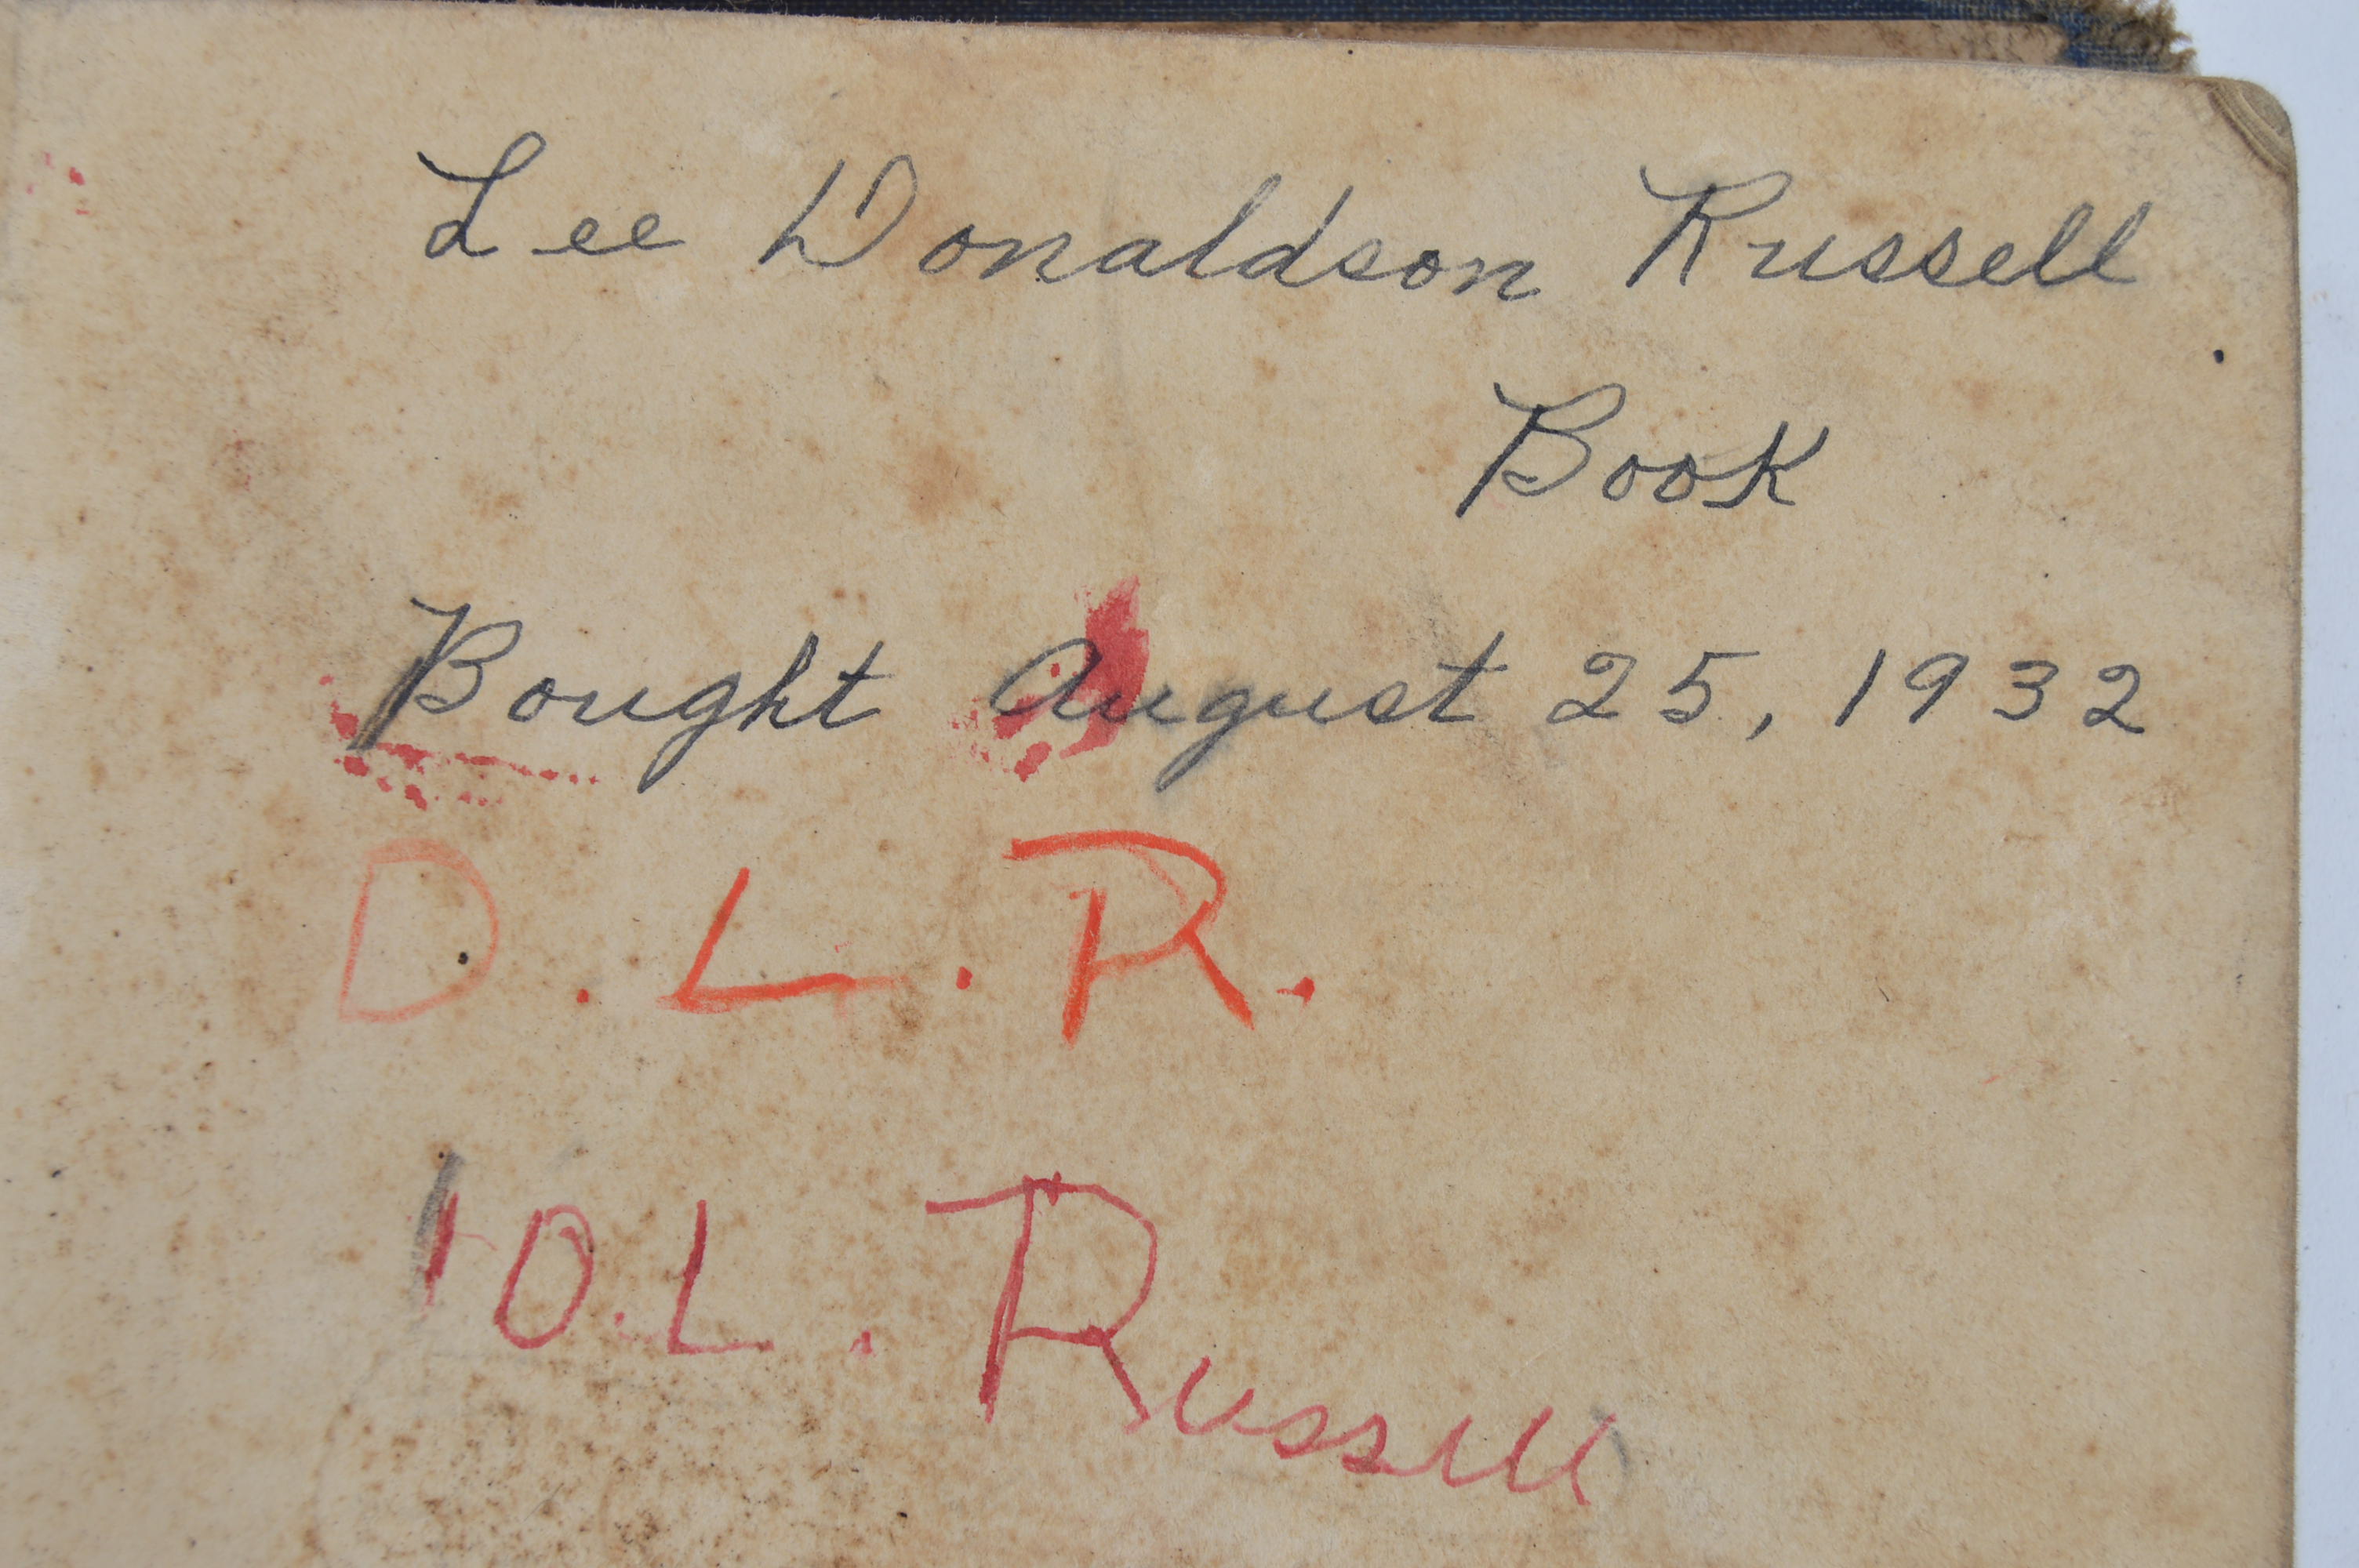 Lee Donaldson Russell
Book
Bought August 25, 1932
D. L. R.
D. L. Russell